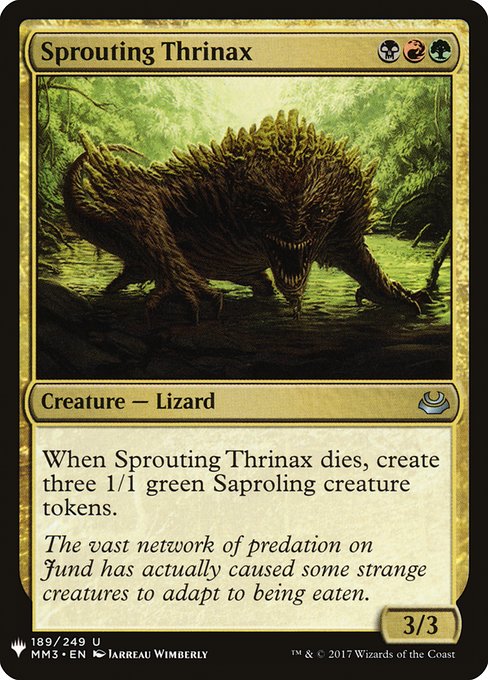 Sprouting Thrinax
Creature — Lizard
When Sprouting Thrinax dies, create
three 1/1 green Saproling creature
tokens.
The vast network of predation on
Jund has actually caused some strange
creatures to adapt to being eaten.
3/3
189/249 U
MM3 • EN Jarreau Wimberly
™ & © 2017 Wizards of the Coast